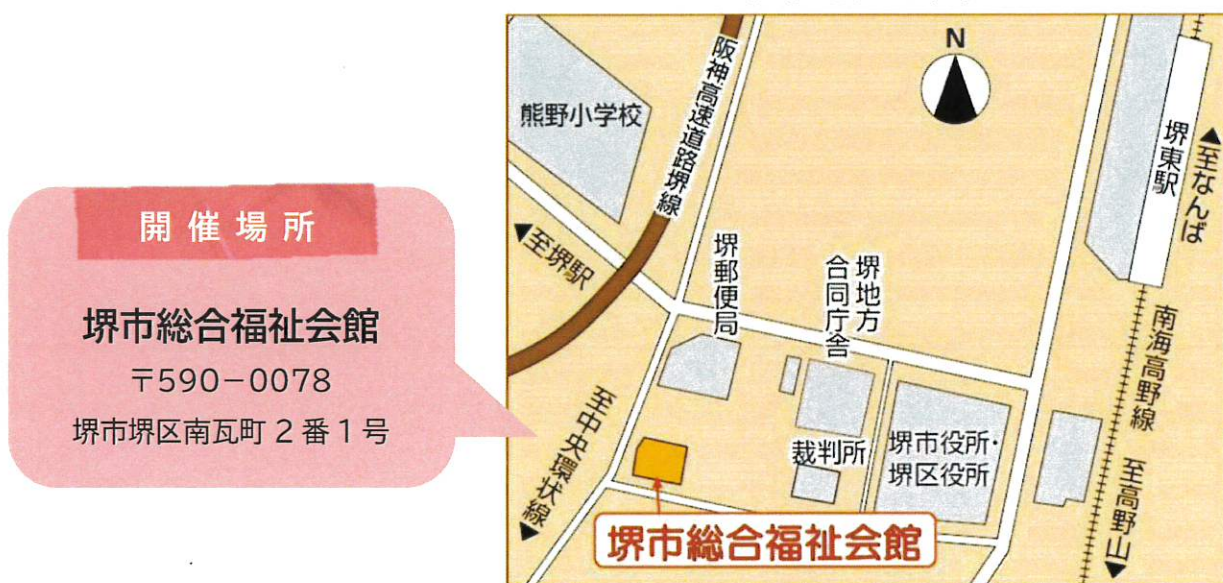 開催場所
堺市総合福祉会館
〒590-0078
堺市堺区南瓦町2番1号
N
熊野小学校
阪神高速道路堺線
堺東駅
▲至なんば
◀至堺駅
堺郵便局
堺地方
合同庁舎
南海高野線
至中央環状線▼
裁判所
堺市役所・
堺区役所
至高野山▼
堺市総合福祉会館